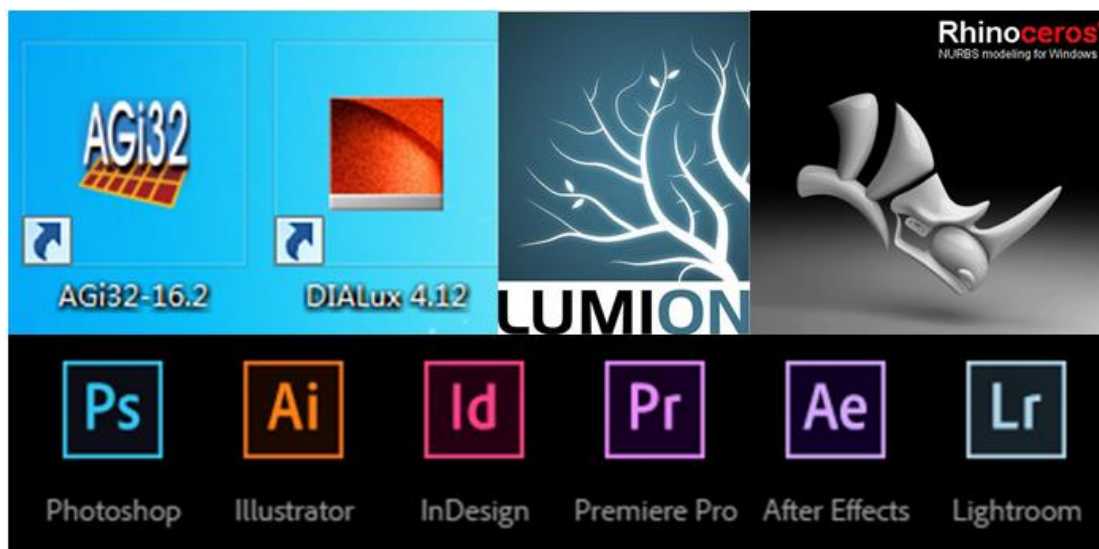 AGi32
AGi32-16.2
DIALux 4.12
LUMION
Rhinoceros
NURBS modeling for Windows
Ps
Ai
Id
Pr
Ae
Lr
Photoshop
Illustrator
InDesign
Premiere Pro
After Effects
Lightroom